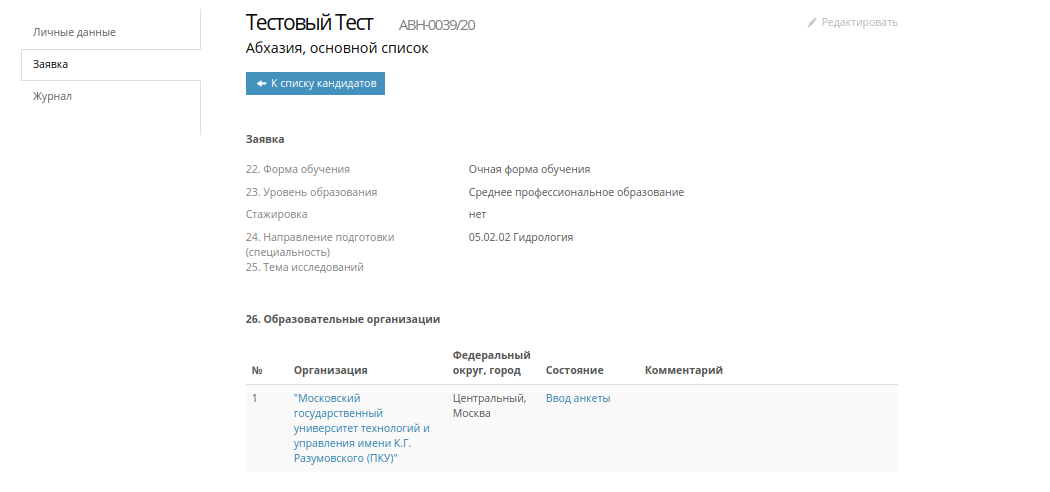 Личные данные
Заявка
Журнал
Тестовый Тест ABH-0039/20
Редактировать
Абхазия, основной список
К списку кандидатов
Заявка
22. Форма обучения Очная форма обучения
23. Уровень образования Среднее профессиональное образование
Стажировка нет
24. Направление подготовки 05.02.02 Гидрология
(специальность)
25. Тема исследований
26. Образовательные организации
№ Организация Федеральный округ, город Состояние Комментарий
1 "Московский Центральный, Ввод анкеты
государственный Москва
университет технологий и
управления имени К.Г.
Разумовского (ПКУ)"